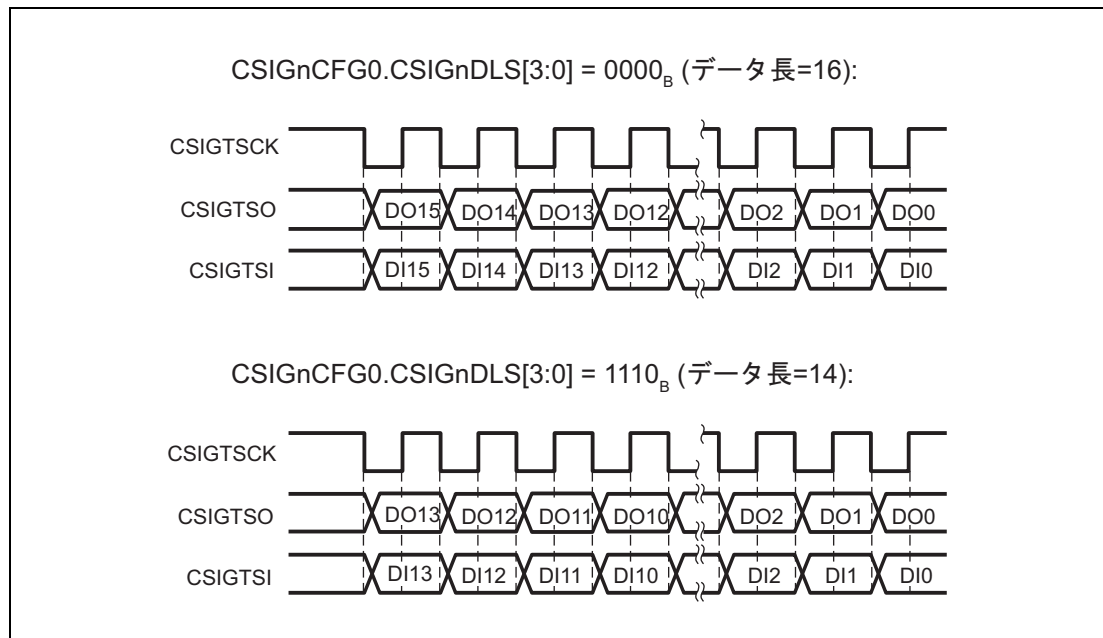 CSIGnCFG0.CSIGnDLS[3:0] = 0000B (データ長=16):
CSIGTSCK
CSIGTSO DO15 DO14 DO13 DO12 DO2 DO1 DO0
CSIGTSI DI15 DI14 DI13 DI12 DI2 DI1 DI0
CSIGnCFG0.CSIGnDLS[3:0] = 1110B (データ長=14):
CSIGTSCK
CSIGTSO DO13 DO12 DO11 DO10 DO2 DO1 DO0
CSIGTSI DI13 DI12 DI11 DI10 DI2 DI1 DI0